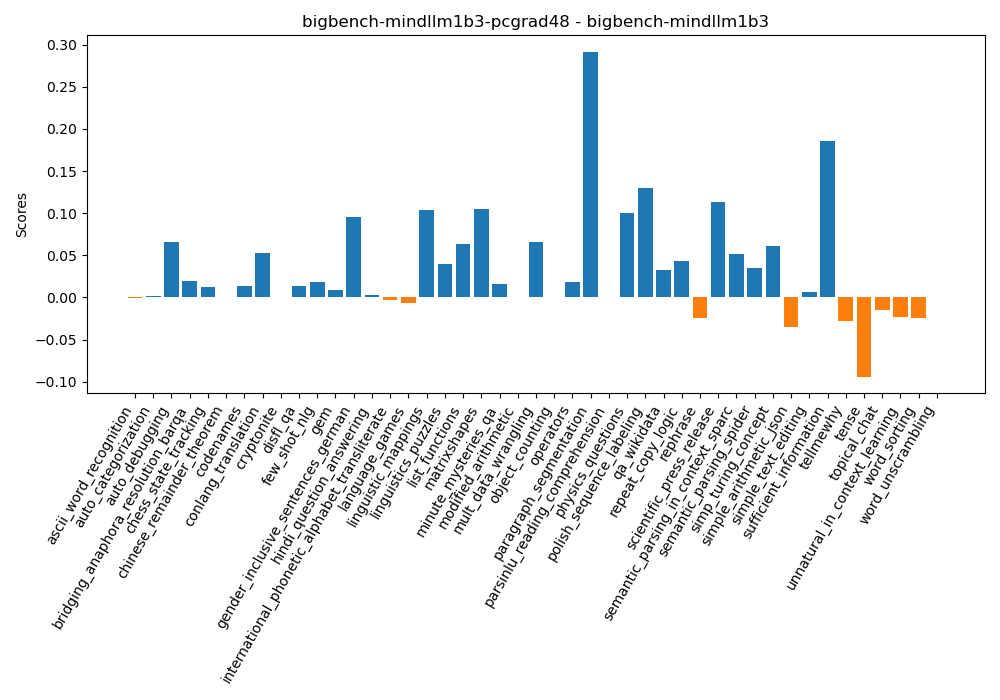 bigbench-mindllm1b3-pcgrad48 - bigbench-mindllm1b3
Scores
0.30
0.25
0.20
0.15
0.10
0.05
0.00
−0.05
−0.10
ascii_word_recognition
auto_categorization
auto_debugging
bridging_anaphora_resolution_barqa
chess_state_tracking
chinese_remainder_theorem
codenames
conlang_translation
cryptonite
disfl_qa
few_shot_nlg
gem
gender_inclusive_sentences_german
hindi_question_answering
international_phonetic_alphabet_transliterate
language_games
linguistic_mappings
linguistics_puzzles
list_functions
matrixshapes
minute_mysteries_qa
modified_arithmetic
mult_data_wrangling
object_counting
operators
paragraph_segmentation
parsinlu_reading_comprehension
physics_questions
polish_sequence_labeling
qa_wikidata
repeat_copy_logic
rephrase
scientific_press_release
semantic_parsing_in_context_sparc
semantic_parsing_spider
simp_turing_concept
simple_arithmetic_json
simple_text_editing
sufficient_information
tellmewhy
tense
topical_chat
unnatural_in_context_learning
word_sorting
word_unscrambling